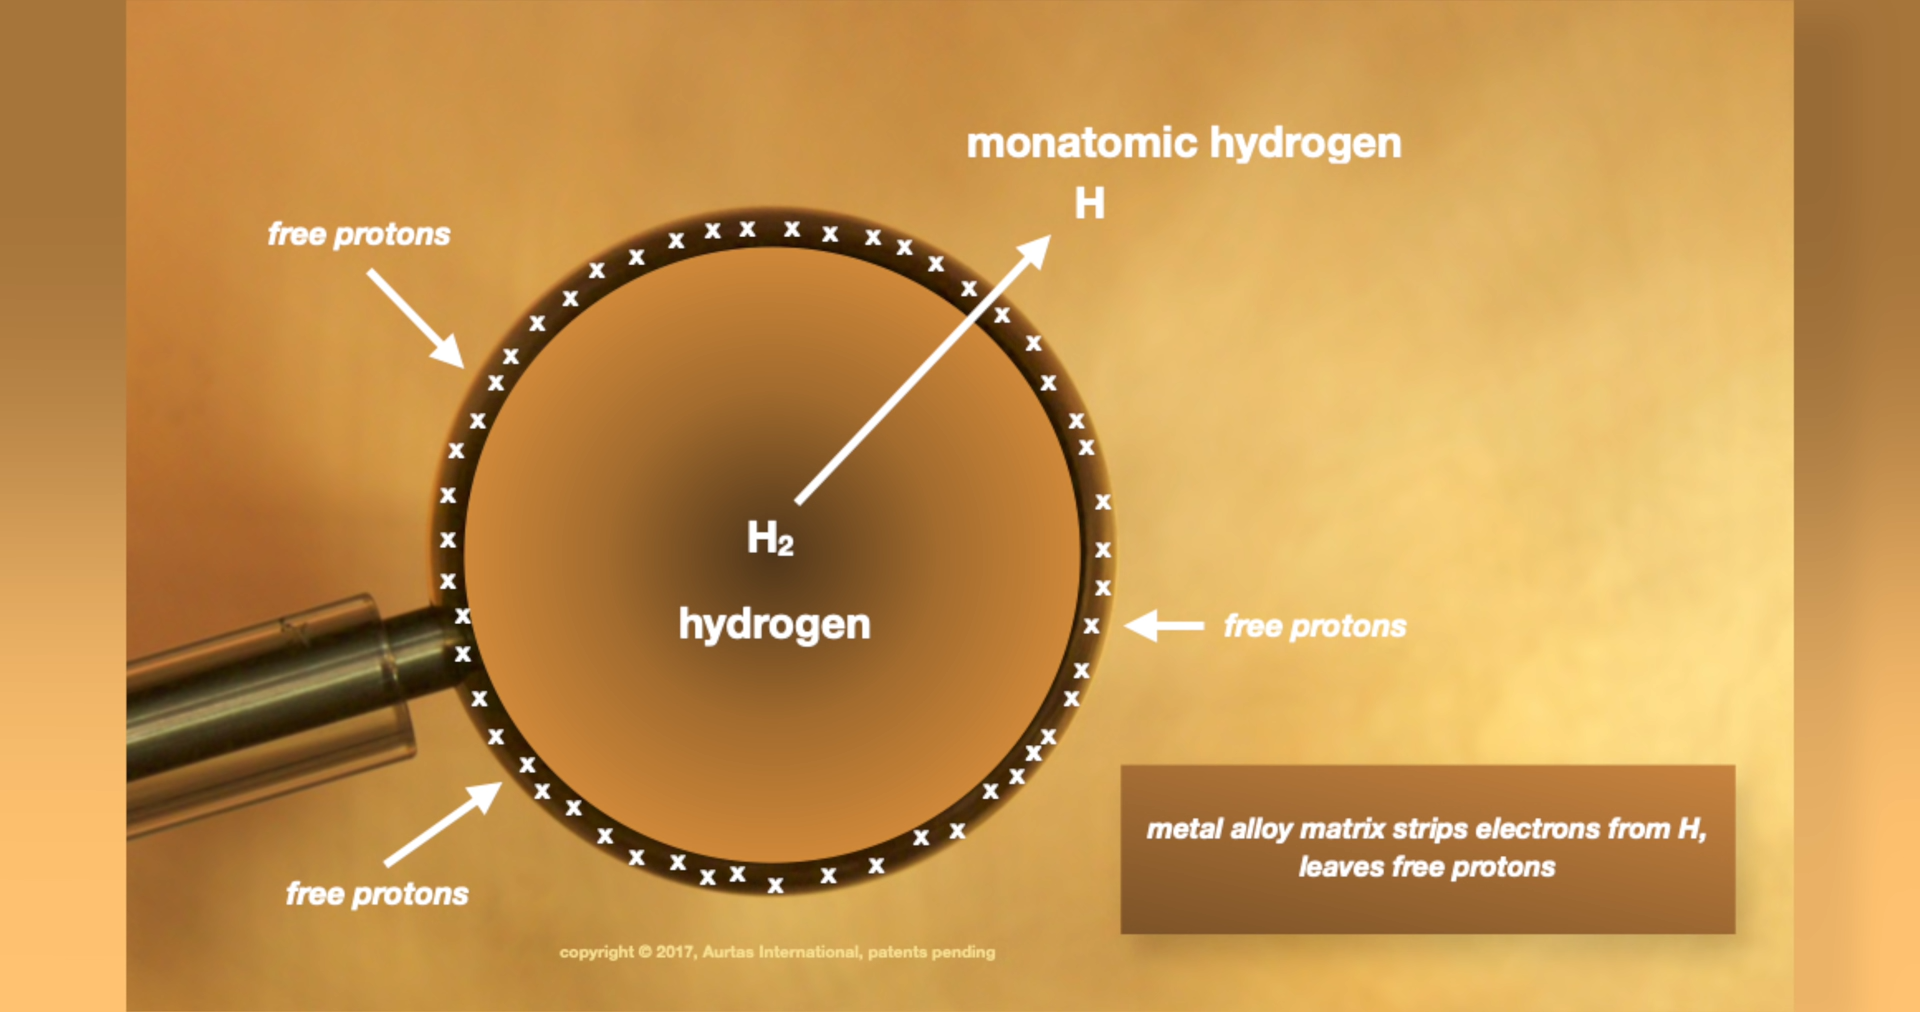 monatomic hydrogen
H
free protons
x x x x x x x x x x x x x x x x x x x x x x x x x x x x x x x x x x x x x x x x x x x x x x x x x x x x x x x x x x
H₂
hydrogen
free protons
metal alloy matrix strips electrons from H,
leaves free protons
free protons
copyright © 2017, Aurtas International, patents pending